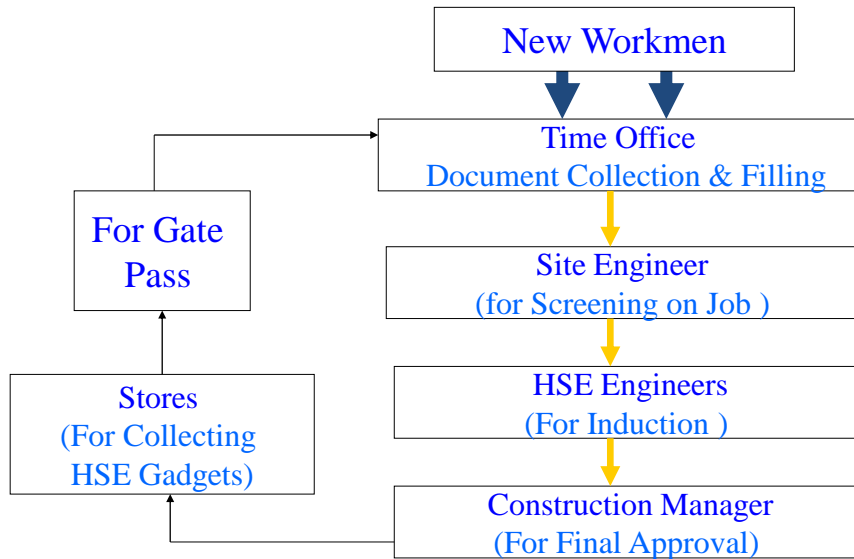 New Workmen
Time Office
Document Collection & Filling
For Gate
Pass
Site Engineer
(for Screening on Job )
HSE Engineers
(For Induction )
Stores
(For Collecting
HSE Gadgets)
Construction Manager
(For Final Approval)